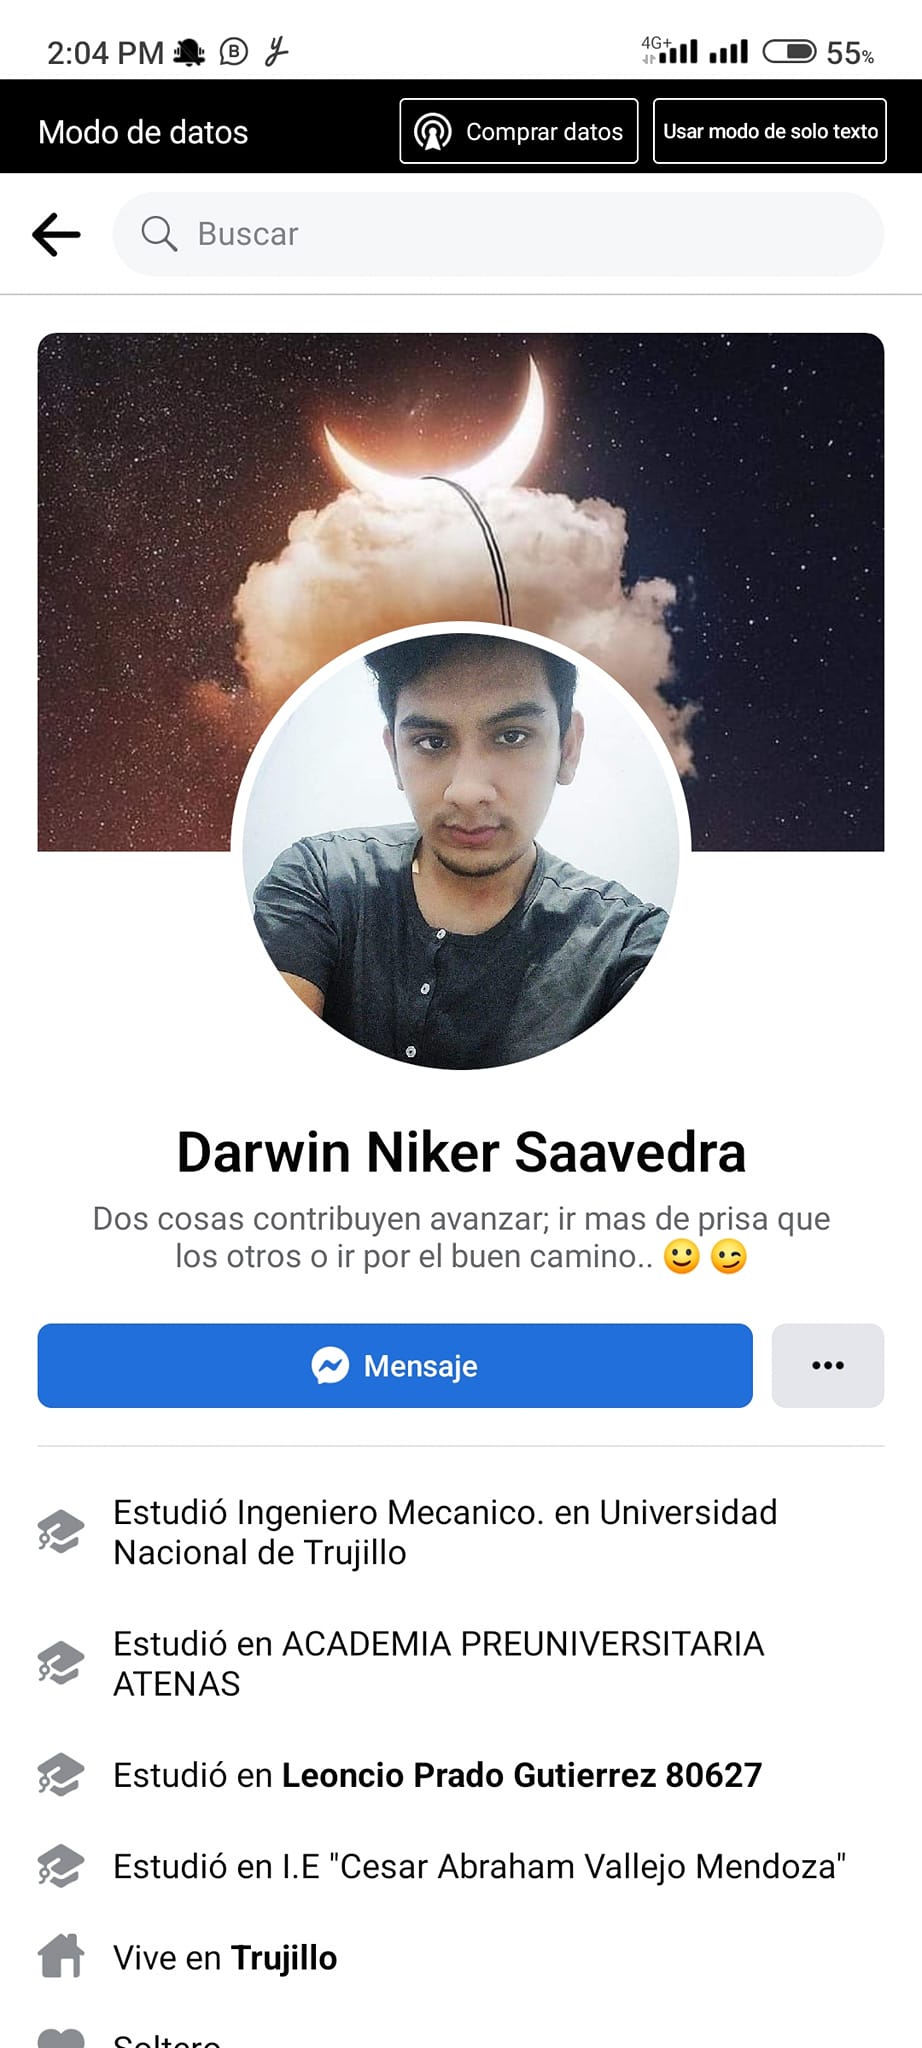 2:04 PM
4G+
55%
Modo de datos
Comprar datos
Usar modo de solo texto
Buscar
Darwin Niker Saavedra
Dos cosas contribuyen avanzar; ir mas de prisa que
los otros o ir por el buen camino.. 🙂 😉
Mensaje
Estudió Ingeniero Mecanico. en Universidad
Nacional de Trujillo
Estudió en ACADEMIA PREUNIVERSITARIA
ATENAS
Estudió en Leoncio Prado Gutierrez 80627
Estudió en I.E "Cesar Abraham Vallejo Mendoza"
Vive en Trujillo
Soltero